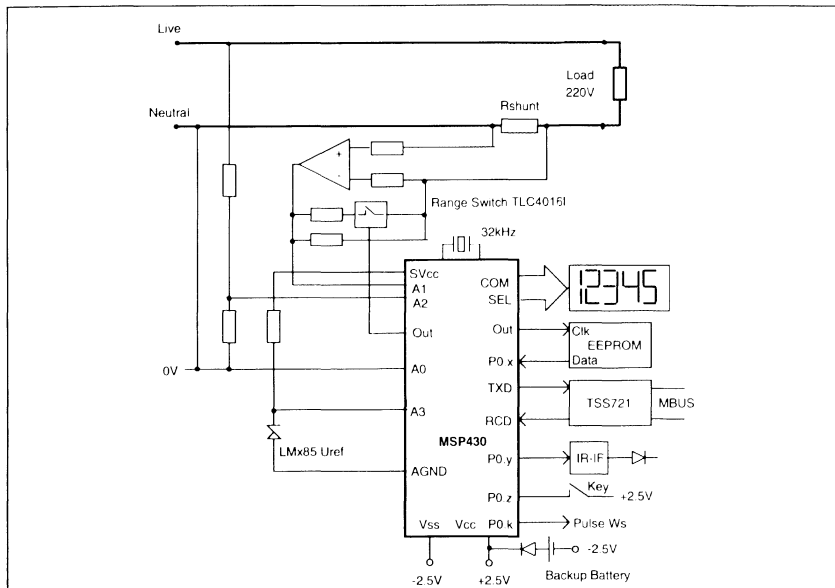 Live
Load
220V
Rshunt
Neutral
+
-
Range Switch TLC4016I
32kHz
SVcc
A1
A2
COM
SEL
12345
Out
Out
Clk
EEPROM
Data
P0.x
0V
A0
TXD
TSS721
MBUS
RCD
A3
MSP430
LMx85 Uref
P0.y
IR-IF
AGND
P0.z
Key
+2.5V
Vss
Vcc
P0.k
Pulse Ws
-2.5V
-2.5V
+2.5V
Backup Battery